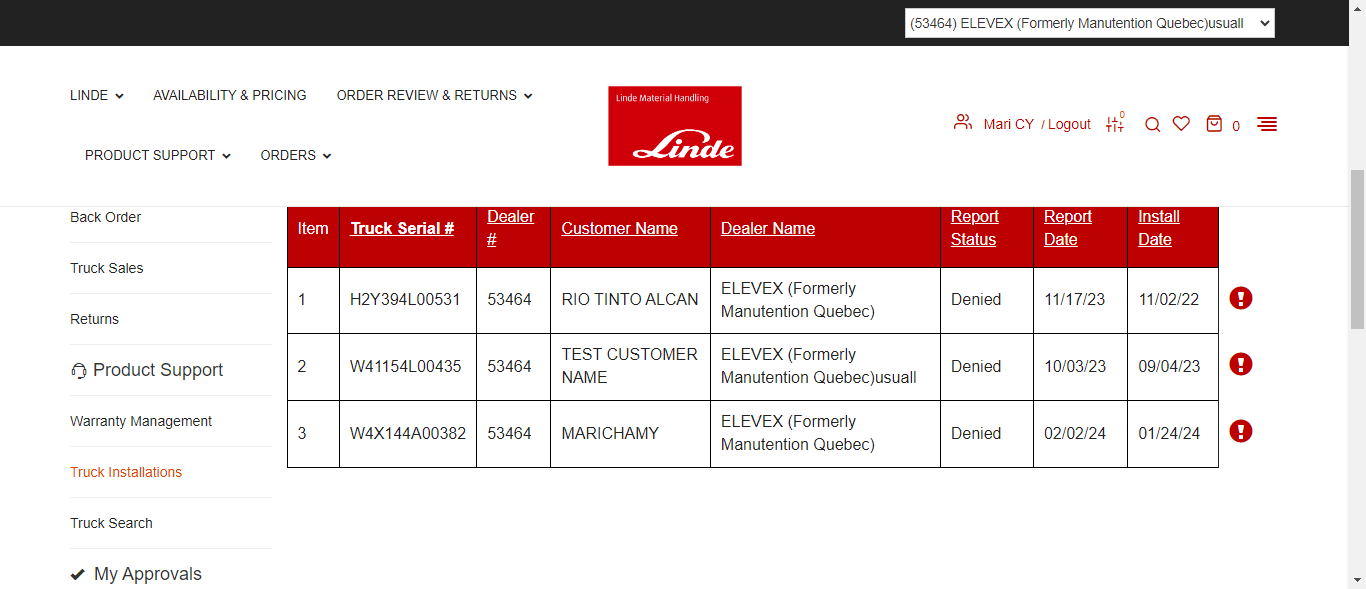 (53464) ELEVEX (Formerly Manutention Quebec)usuall
LINDE
AVAILABILITY & PRICING
ORDER REVIEW & RETURNS
PRODUCT SUPPORT
ORDERS
Linde Material Handling
Linde
Mari CY / Logout
0
0
Back Order
Truck Sales
Returns
Product Support
Warranty Management
Truck Installations
Truck Search
My Approvals
Item Truck Serial # Dealer # Customer Name Dealer Name Report Status Report Date Install Date
1 H2Y394L00531 53464 RIO TINTO ALCAN ELEVEX (Formerly Manutention Quebec) Denied 11/17/23 11/02/22
2 W41154L00435 53464 TEST CUSTOMER NAME ELEVEX (Formerly Manutention Quebec)usuall Denied 10/03/23 09/04/23
3 W4X144A00382 53464 MARICHAMY ELEVEX (Formerly Manutention Quebec) Denied 02/02/24 01/24/24